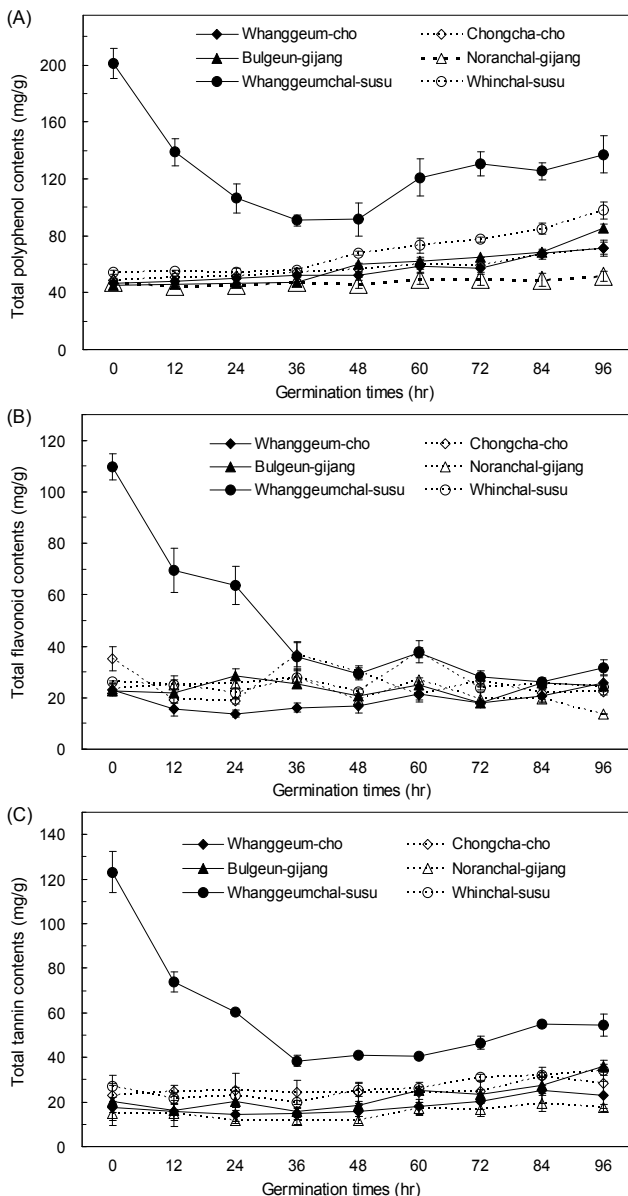 (A)
Whanggeum-cho Chongcha-cho
Bulgeun-gijang Noranchal-gijang
Whanggeumchal-susu Whinchal-susu
Total polyphenol contents (mg/g)
200
160
120
80
40
0
0 12 24 36 48 60 72 84 96
Germination times (hr)
(B)
Whanggeum-cho Chongcha-cho
Bulgeun-gijang Noranchal-gijang
Whanggeumchal-susu Whinchal-susu
Total flavonoid contents (mg/g)
120
100
80
60
40
20
0
0 12 24 36 48 60 72 84 96
Germination times (hr)
(C)
Whanggeum-cho Chongcha-cho
Bulgeun-gijang Noranchal-gijang
Whanggeumchal-susu Whinchal-susu
Total tannin contents (mg/g)
140
120
100
80
60
40
20
0
0 12 24 36 48 60 72 84 96
Germination times (hr)